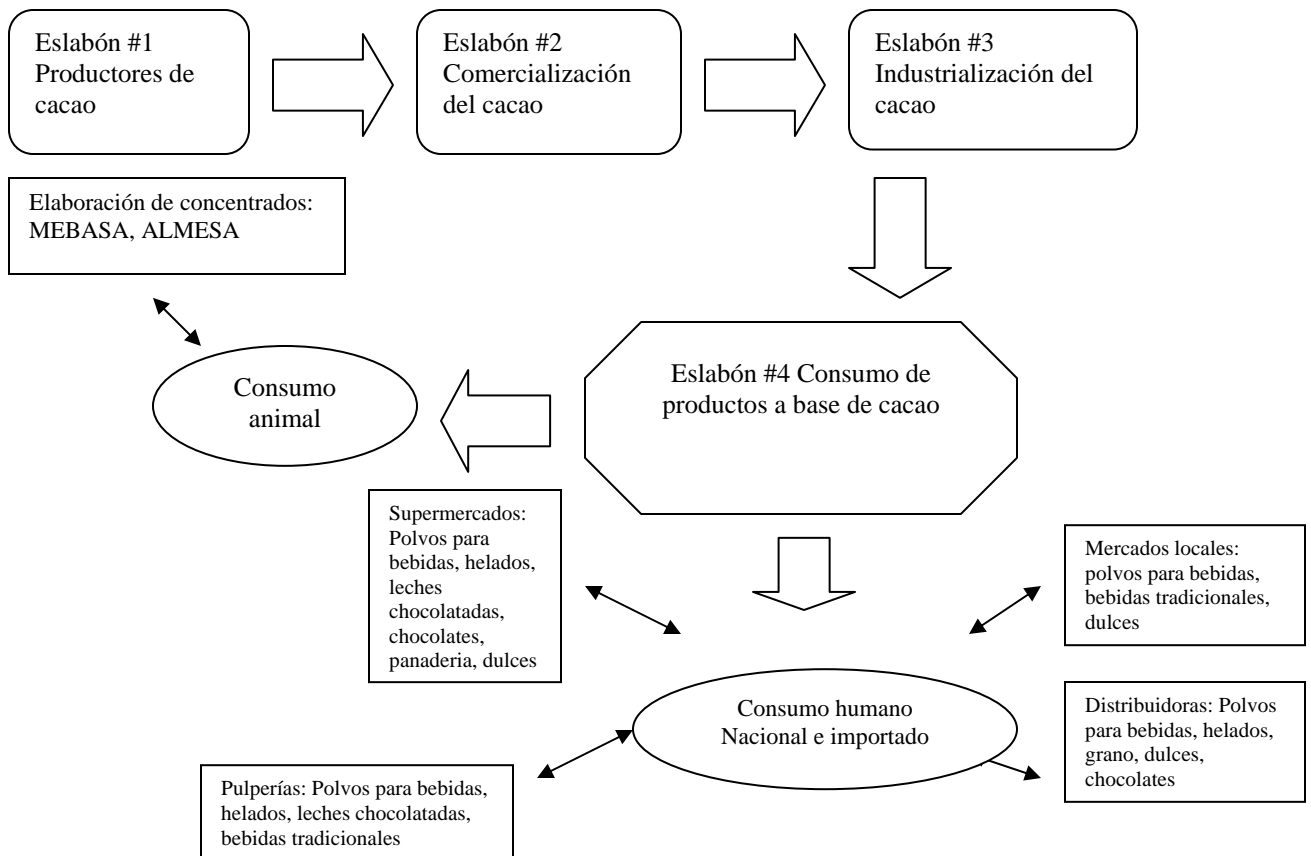 Eslabón #1
Productores de
cacao
Eslabón #2
Comercialización
del cacao
Eslabón #3
Industrialización del
cacao
Elaboración de concentrados:
MEBASA, ALMESA
Consumo
animal
Eslabón #4 Consumo de
productos a base de cacao
Supermercados:
Polvos para
bebidas, helados,
leches
chocolatadas,
chocolates,
panaderia, dulces
Mercados locales:
polvos para bebidas,
bebidas tradicionales,
dulces
Consumo humano
Nacional e importado
Distribuidoras: Polvos
para bebidas, helados,
grano, dulces,
chocolates
Pulperías: Polvos para bebidas,
helados, leches chocolatadas,
bebidas tradicionales